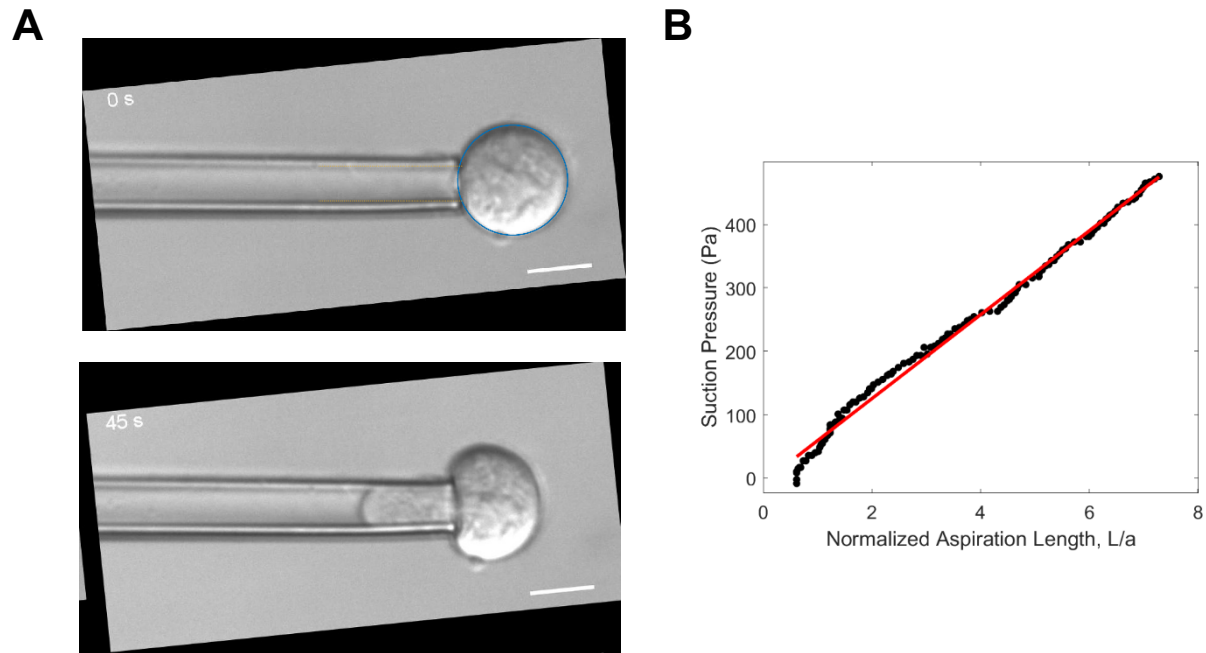 A
B
0 s
45 s
Suction Pressure (Pa)
400
300
200
100
0
0 2 4 6 8
Normalized Aspiration Length, L/a